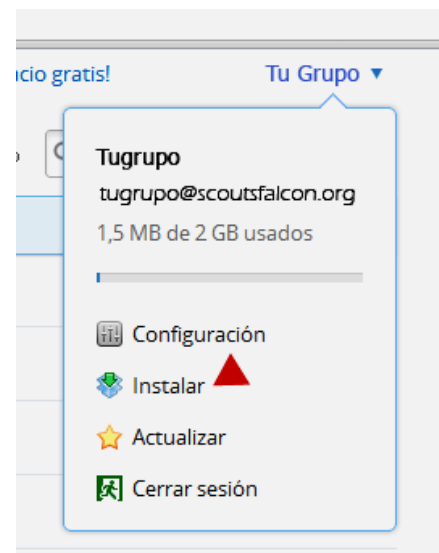 cio gratis!
Tu Grupo ▼
Tugrupo
tugrupo@scoutsfalcon.org
1,5 MB de 2 GB usados
Configuración
Instalar
Actualizar
Cerrar sesión